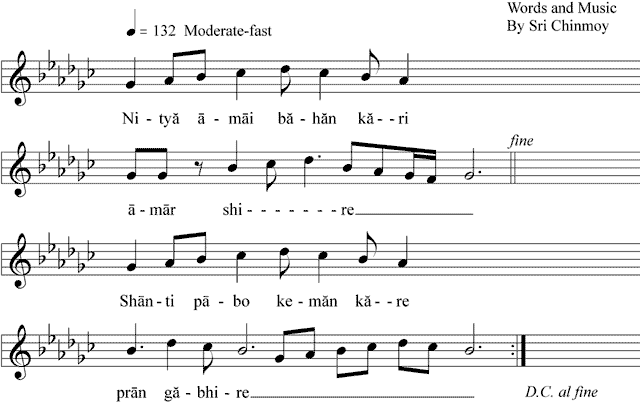 Words and Music
By Sri Chinmoy
♩ = 132 Moderate-fast
Ni - tyă ā - māi bă - hăn kă - - ri
fine
ā - mār shi - - - - - - - re
Shān - ti pā - bo ke - măn kă - - re
prān gă - bhi - re
D.C. al fine